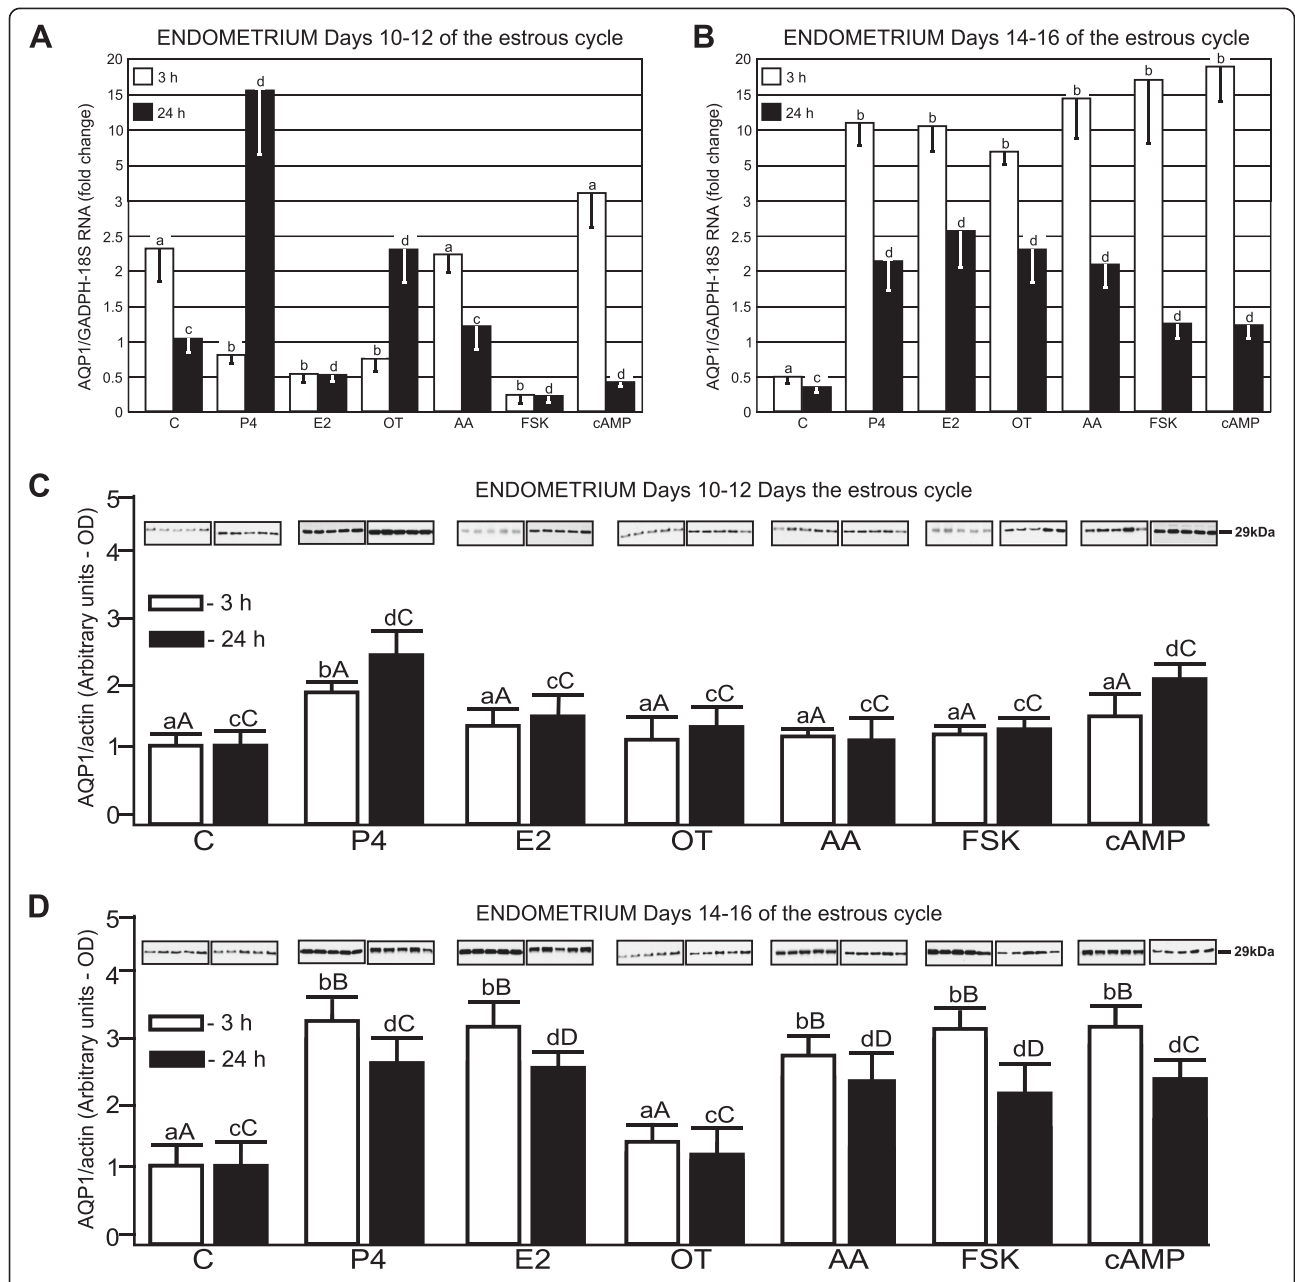 A
ENDOMETRIUM Days 10-12 of the estrous cycle
AQP1/GADPH-18S RNA (fold change)
20
15
10
5
3
2.5
2
1.5
1
0.5
0
3 h
24 h
a
c
b
d
b
d
b
d
a
c
b
d
a
d
C
P4
E2
OT
AA
FSK
cAMP
B
ENDOMETRIUM Days 14-16 of the estrous cycle
AQP1/GADPH-18S RNA (fold change)
20
15
10
5
3
2.5
2
1.5
1
0.5
0
3 h
24 h
a
c
b
d
b
d
b
d
b
d
b
d
b
d
C
P4
E2
OT
AA
FSK
cAMP
C
ENDOMETRIUM Days 10-12 Days the estrous cycle
AQP1/actin (Arbitrary units - OD)
5
4
3
2
1
0
29kDa
- 3 h
- 24 h
aA
cC
bA
dC
aA
cC
aA
cC
aA
cC
aA
cC
aA
dC
C
P4
E2
OT
AA
FSK
cAMP
D
ENDOMETRIUM Days 14-16 of the estrous cycle
AQP1/actin (Arbitrary units - OD)
5
4
3
2
1
0
29kDa
- 3 h
- 24 h
aA
cC
bB
dC
bB
dD
aA
cC
bB
dD
bB
dD
bB
dC
C
P4
E2
OT
AA
FSK
cAMP